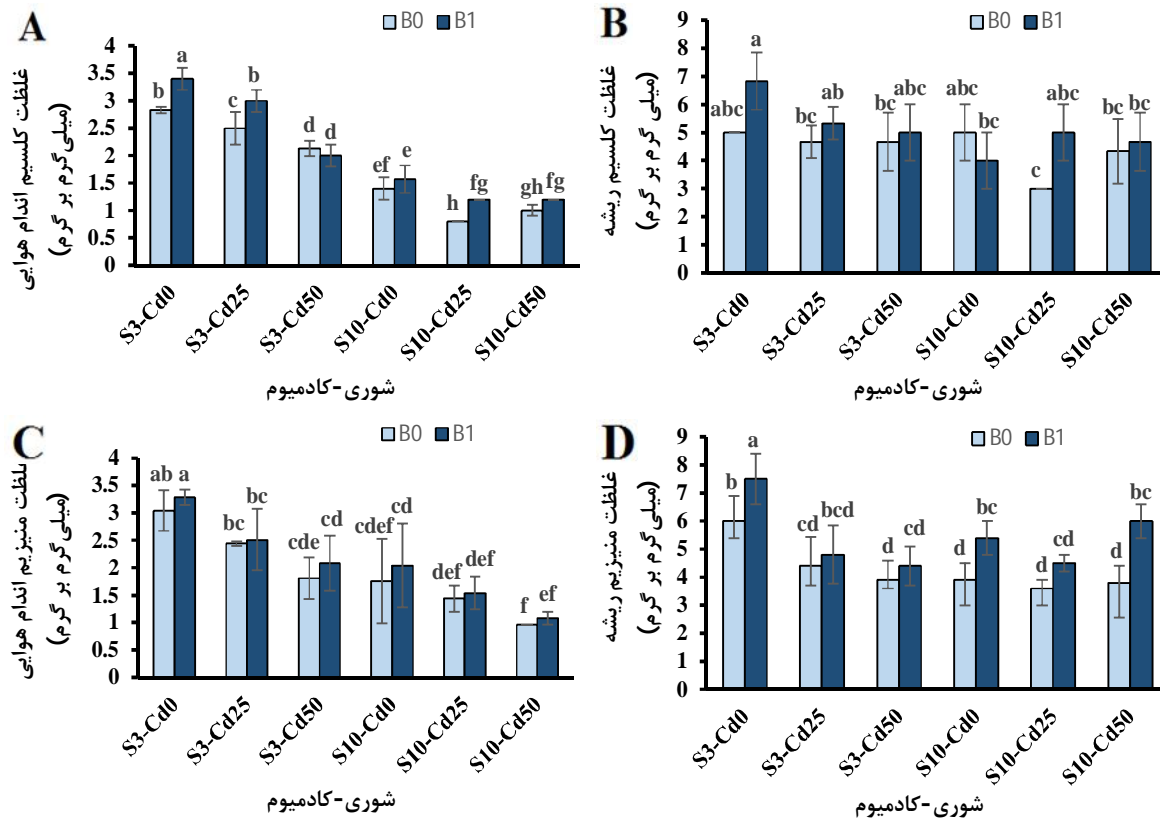 A
B0 B1
غلظت کلسیم اندام هوایی
(میلی گرم بر گرم)
4
3.5
3
2.5
2
1.5
1
0.5
0
b a c b d d ef e h fg gh fg
S3-Cd0 S3-Cd25 S3-Cd50 S10-Cd0 S10-Cd25 S10-Cd50
شوری-کادمیوم
B
B0 B1
غلظت کلسیم ریشه
(میلی گرم بر گرم)
9
8
7
6
5
4
3
2
1
0
abc a bc ab bc abc abc bc c abc bc bc
S3-Cd0 S3-Cd25 S3-Cd50 S10-Cd0 S10-Cd25 S10-Cd50
شوری-کادمیوم
C
B0 B1
لظت منیزیم اندام هوایی
(میلی گرم بر گرم)
4
3.5
3
2.5
2
1.5
1
0.5
0
ab a bc bc cde cd cdef cd def def f ef
S3-Cd0 S3-Cd25 S3-Cd50 S10-Cd0 S10-Cd25 S10-Cd50
شوری-کادمیوم
D
B0 B1
غلظت منیزیم ریشه
(میلی گرم بر گرم)
9
8
7
6
5
4
3
2
1
0
b a cd bcd d cd d bc d cd d bc
S3-Cd0 S3-Cd25 S3-Cd50 S10-Cd0 S10-Cd25 S10-Cd50
شوری-کادمیوم